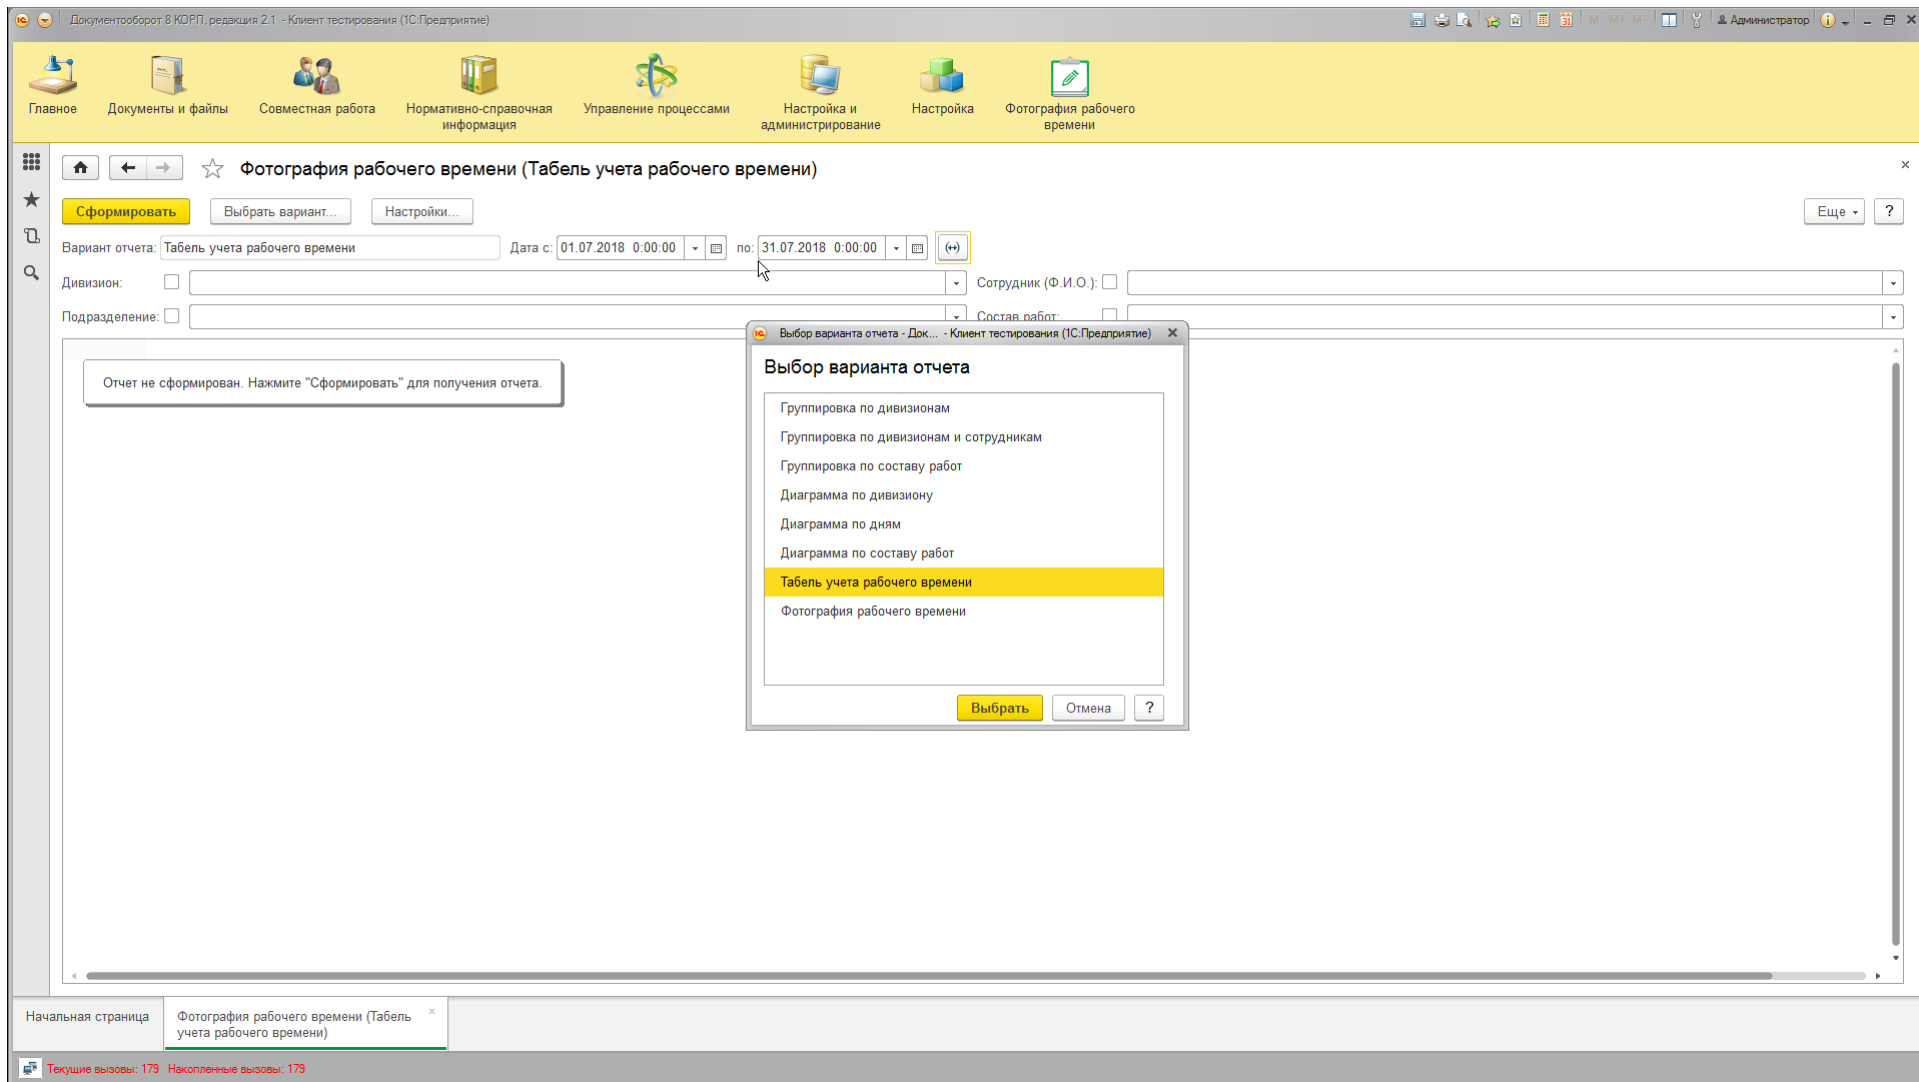 Документооборот 8 КОРП, редакция 2.1 - Клиент тестирования (1С:Предприятие)
M M+ M-
Администратор
Главное
Документы и файлы
Совместная работа
Нормативно-справочная
информация
Управление процессами
Настройка и
администрирование
Настройка
Фотография рабочего
времени
Фотография рабочего времени (Табель учета рабочего времени)
Сформировать
Выбрать вариант...
Настройки...
Еще
?
Вариант отчета: Табель учета рабочего времени
Дата с: 01.07.2018 0:00:00
по: 31.07.2018 0:00:00
Дивизион:
Сотрудник (Ф.И.О.):
Подразделение:
Состав работ:
Отчет не сформирован. Нажмите "Сформировать" для получения отчета.
Выбор варианта отчета - Док... - Клиент тестирования (1С:Предприятие)
Выбор варианта отчета
Группировка по дивизионам
Группировка по дивизионам и сотрудникам
Группировка по составу работ
Диаграмма по дивизиону
Диаграмма по дням
Диаграмма по составу работ
Табель учета рабочего времени
Фотография рабочего времени
Выбрать
Отмена
?
Начальная страница
Фотография рабочего времени (Табель
учета рабочего времени)
Текущие вызовы: 179 Накопленные вызовы: 179